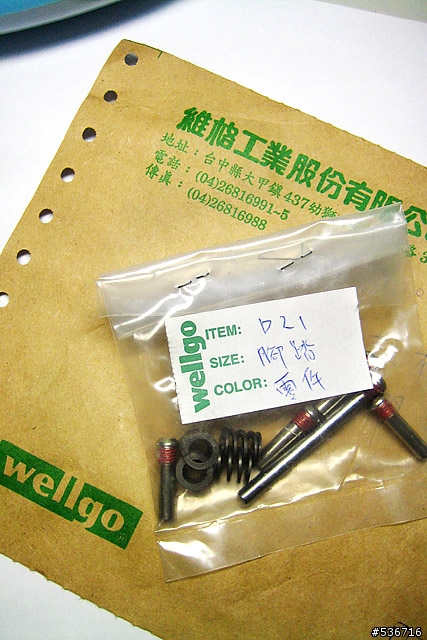 維格工業股份有限公
地址：台中縣大甲鎮437幼獅
電話：(04)26816991~5
傳真：(04)26816988
wellgo
ITEM: D21
SIZE: 腳踏
COLOR: 零件
wellgo
#536716